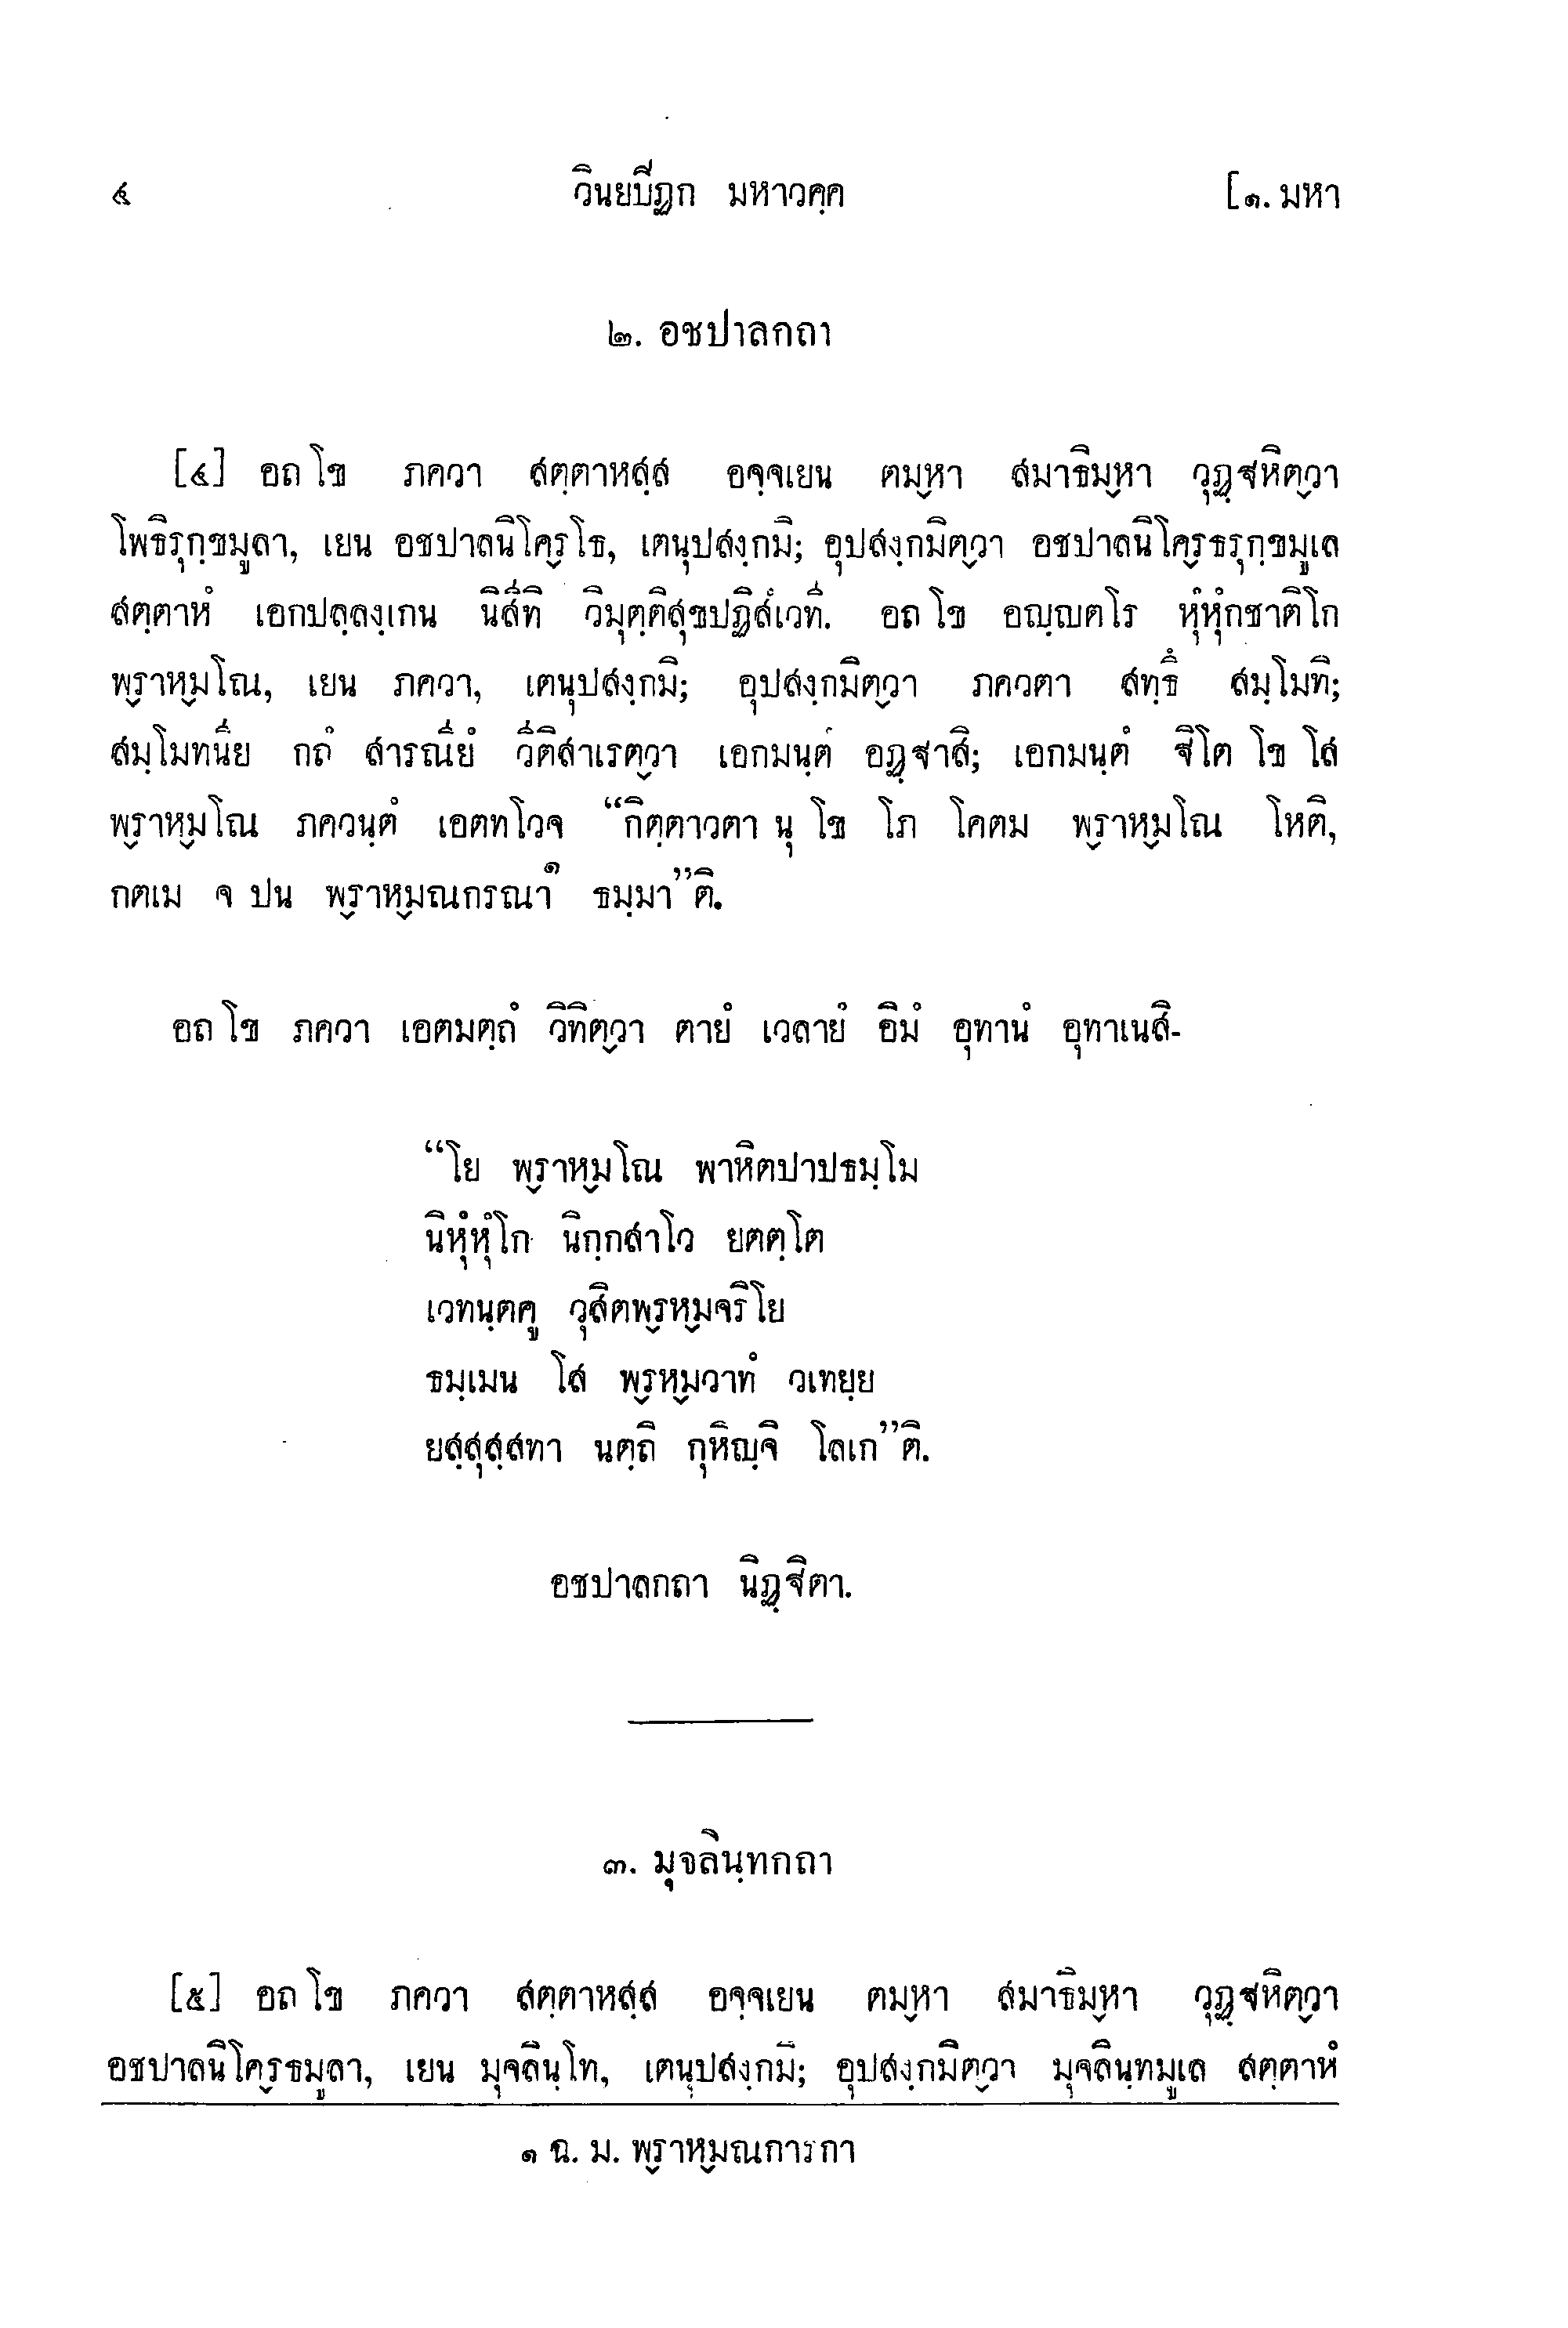 ๔ วินยปีฏก มหาวคฺค [๑. มหา
๒. อชปาลกถา
[๔] อถ โข ภควา สตฺตาหสฺส อจฺจเยน ตมฺ๎หา สมาธิมฺ๎หา วุฏฺฐหิตฺ๎วา
โพธิรุกฺขมูลา, เยน อชปาลนิโคฺรโธ, เตนุปสงฺกมิ; อุปสงฺกมิตฺ๎วา อชปาลนิโคฺรธรุกฺขมูเล
สตฺตาหํ เอกปลฺลงฺเกน นิสีทิ วิมุตฺติสุขปฏิสํเวที. อถ โข อญฺญตโร หุํหุํกชาติโก
พฺ๎ราหฺ๎มโณ, เยน ภควา, เตนุปสงฺกมิ; อุปสงฺกมิตฺ๎วา ภควตา สทฺธึ สมฺโมทิ;
สมฺโมทนีย กถํ สารณียํ วีติสาเรตฺ๎วา เอกมนฺตํ อฏฺฐาสิ; เอกมนฺตํ ฐิโต โข โส
พฺ๎ราหฺ๎มโณ ภควนฺตํ เอตทโวจ “กิตฺตาวตา นุ โข โภ โคตม พฺ๎ราหฺ๎มโณ โหติ,
กตเม จ ปน พฺ๎ราหฺ๎มณกรณา๑ ธมฺมา”ติ.
อถ โข ภควา เอตมตฺถํ วิทิตฺ๎วา ตายํ เวลายํ อิมํ อุทานํ อุทาเนสิ-
“โย พฺ๎ราหฺ๎มโณ พาหิตปาปธมฺโม
นิหุํหุํโก นิกฺกสาโว ยตตฺโต
เวทนฺตคู วุสิตพฺ๎รหฺ๎มจริโย
ธมฺเมน โส พฺ๎รหฺ๎มวาทํ วเทยฺย
ยสฺสุสฺสทา นตฺถิ กุหิญฺจิ โลเก”ติ.
อชปาลกถา นิฏฺฐิตา.
๓. มุจลินฺทกถา
[๕] อถ โข ภควา สตฺตาหสฺส อจฺจเยน ตมฺ๎หา สมาธิมฺ๎หา วุฏฺฐหิตฺ๎วา
อชปาลนิโคฺรธมูลา, เยน มุจลินฺโท, เตนุปสงฺกมิ; อุปสงฺกมิตฺ๎วา มุจลินฺทมูเล สตฺตาหํ
๑ ฉ. ม. พฺ๎ราหฺ๎มณการกา